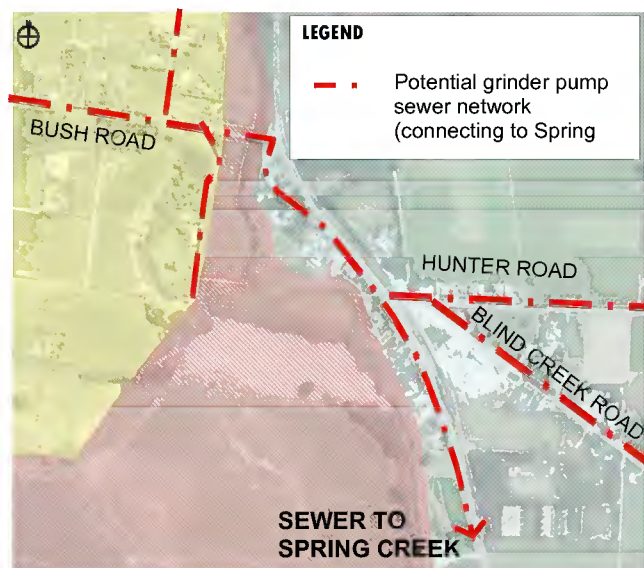 LEGEND
Potential grinder pump
sewer network
(connecting to Spring
BUSH ROAD
HUNTER ROAD
BLIND CREEK ROAD
SEWER TO
SPRING CREEK